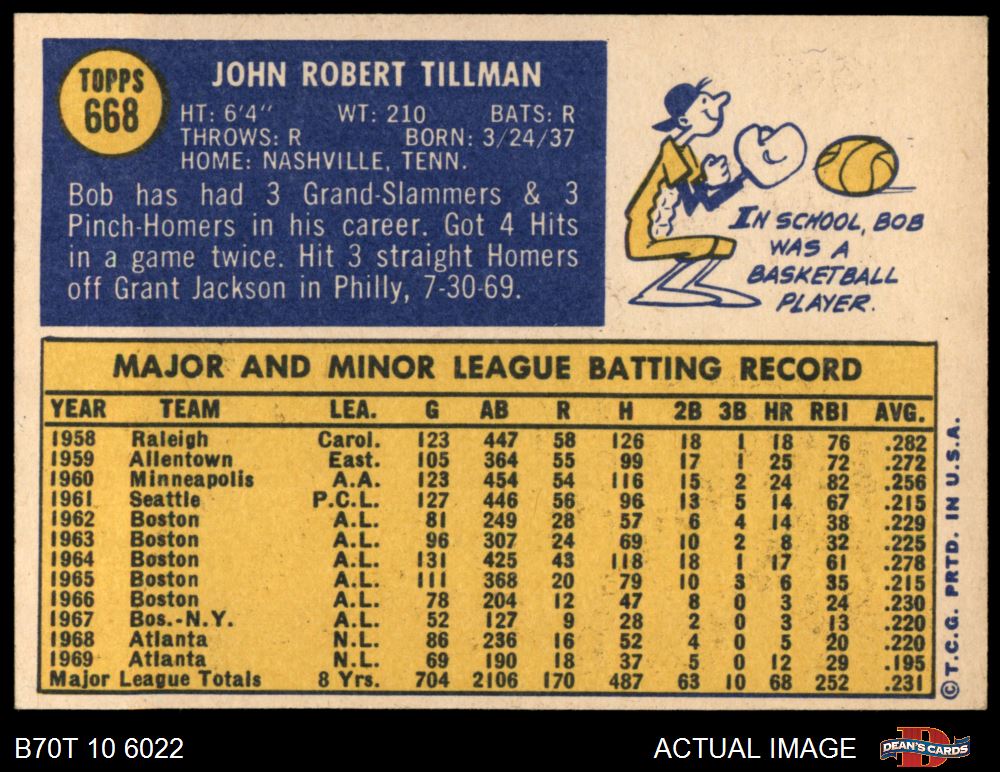 TOPPS
668
JOHN ROBERT TILLMAN
HT: 6'4" WT: 210 BATS: R
THROWS: R BORN: 3/24/37
HOME: NASHVILLE, TENN.
Bob has had 3 Grand-Slammers & 3
Pinch-Homers in his career. Got 4 Hits
in a game twice. Hit 3 straight Homers
off Grant Jackson in Philly, 7-30-69.
IN SCHOOL, BOB
WAS A
BASKETBALL
PLAYER.
MAJOR AND MINOR LEAGUE BATTING RECORD
YEAR TEAM LEA. G AB R H 2B 3B HR RBI AVG.
1958 Raleigh Carol. 123 447 58 126 18 1 18 76 .282
1959 Allentown East. 105 364 55 99 17 1 25 72 .272
1960 Minneapolis A.A. 123 454 54 116 15 2 24 82 .256
1961 Seattle P.C.L. 127 446 56 96 13 5 14 67 .215
1962 Boston A.L. 81 249 28 57 6 4 14 38 .229
1963 Boston A.L. 96 307 24 69 10 2 8 32 .225
1964 Boston A.L. 131 425 43 118 18 1 17 61 .278
1965 Boston A.L. 111 368 20 79 10 3 6 35 .215
1966 Boston A.L. 78 204 12 47 8 0 3 24 .230
1967 Bos.-N.Y. A.L. 52 127 9 28 2 0 3 13 .220
1968 Atlanta N.L. 86 236 16 52 4 0 5 20 .220
1969 Atlanta N.L. 69 190 18 37 5 0 12 29 .195
Major League Totals 8 Yrs. 704 2106 170 487 63 10 68 252 .231
© T.C.G. PRTD. IN U.S.A.
B70T 10 6022
ACTUAL IMAGE
D
DEAN'S CARDS